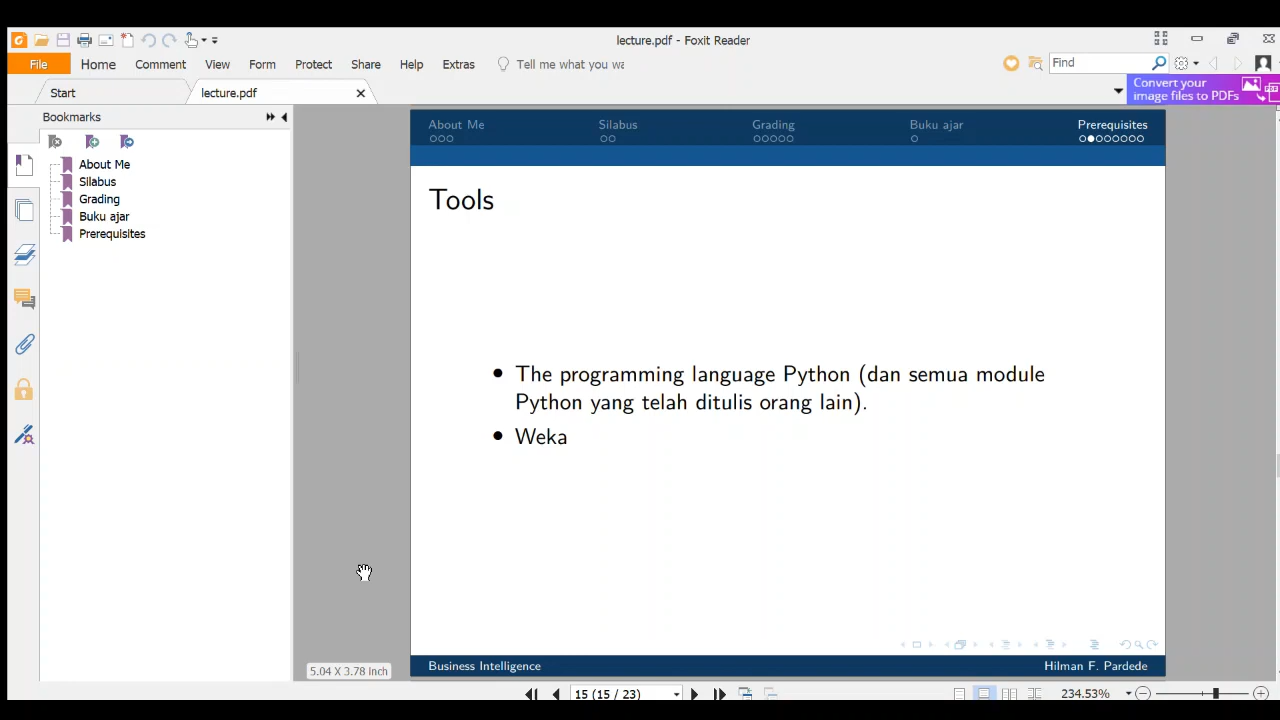 lecture.pdf - Foxit Reader
File Home Comment View Form Protect Share Help Extras Tell me what you wa Find
Start lecture.pdf
Convert your
image files to PDFs
Bookmarks
About Me
Silabus
Grading
Buku ajar
Prerequisites
About Me Silabus Grading Buku ajar Prerequisites
Tools
• The programming language Python (dan semua module
Python yang telah ditulis orang lain).
• Weka
Business Intelligence Hilman F. Pardede
5.04 X 3.78 Inch
15 (15 / 23) 234.53%